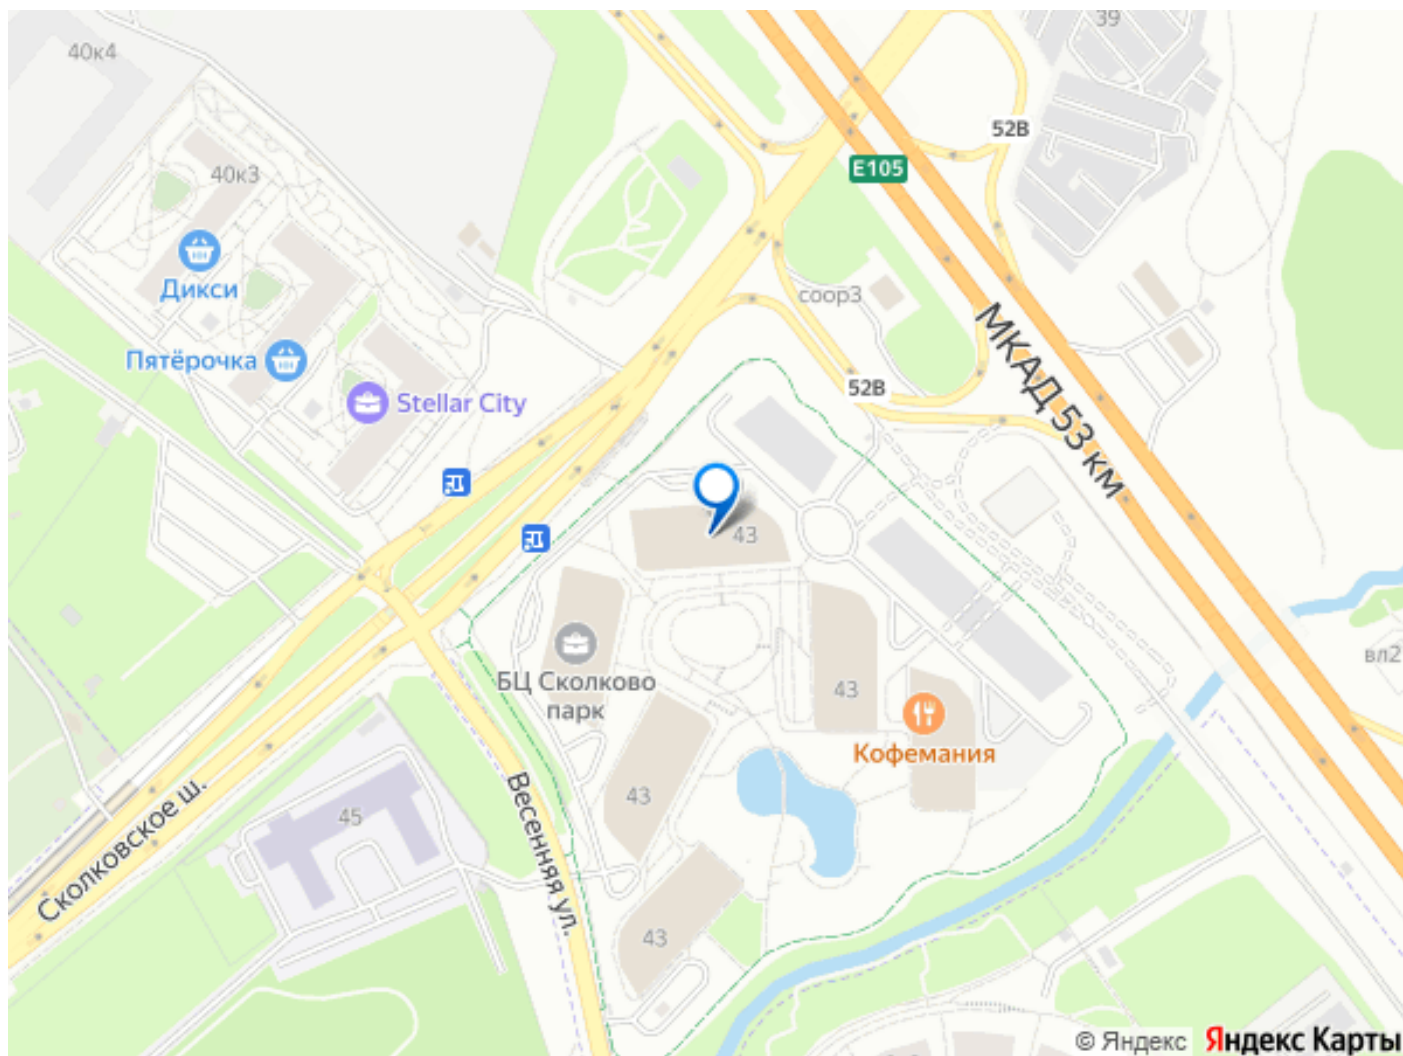 40к4
39
52В
Е105
40к3
Дикси
соор3
МКАД 53 км
Пятёрочка
52В
Stellar City
43
вл2
БЦ Сколково
парк
43
Кофемания
43
Весенняя ул.
45
Сколковское ш.
43
© Яндекс Яндекс Карты